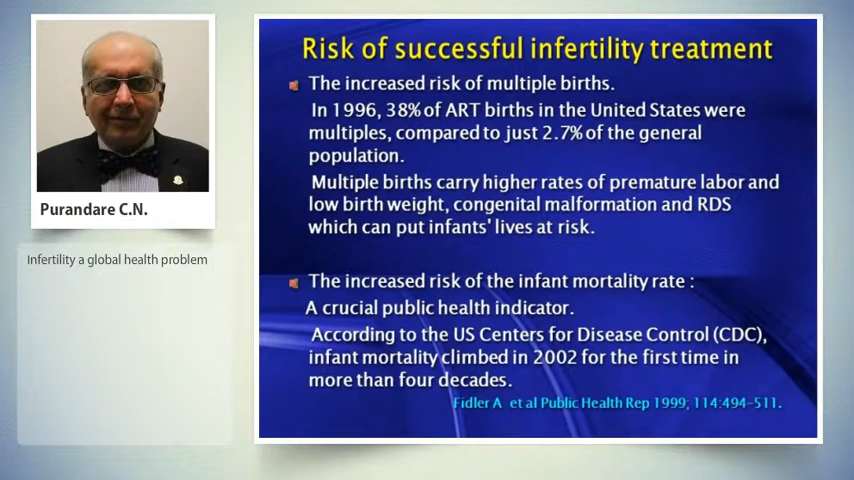 Purandare C.N.
Infertility a global health problem
Risk of successful infertility treatment
The increased risk of multiple births.
In 1996, 38% of ART births in the United States were
multiples, compared to just 2.7% of the general
population.
Multiple births carry higher rates of premature labor and
low birth weight, congenital malformation and RDS
which can put infants' lives at risk.
The increased risk of the infant mortality rate :
A crucial public health indicator.
According to the US Centers for Disease Control (CDC),
infant mortality climbed in 2002 for the first time in
more than four decades.
Fidler A et al Public Health Rep 1999; 114:494-511.